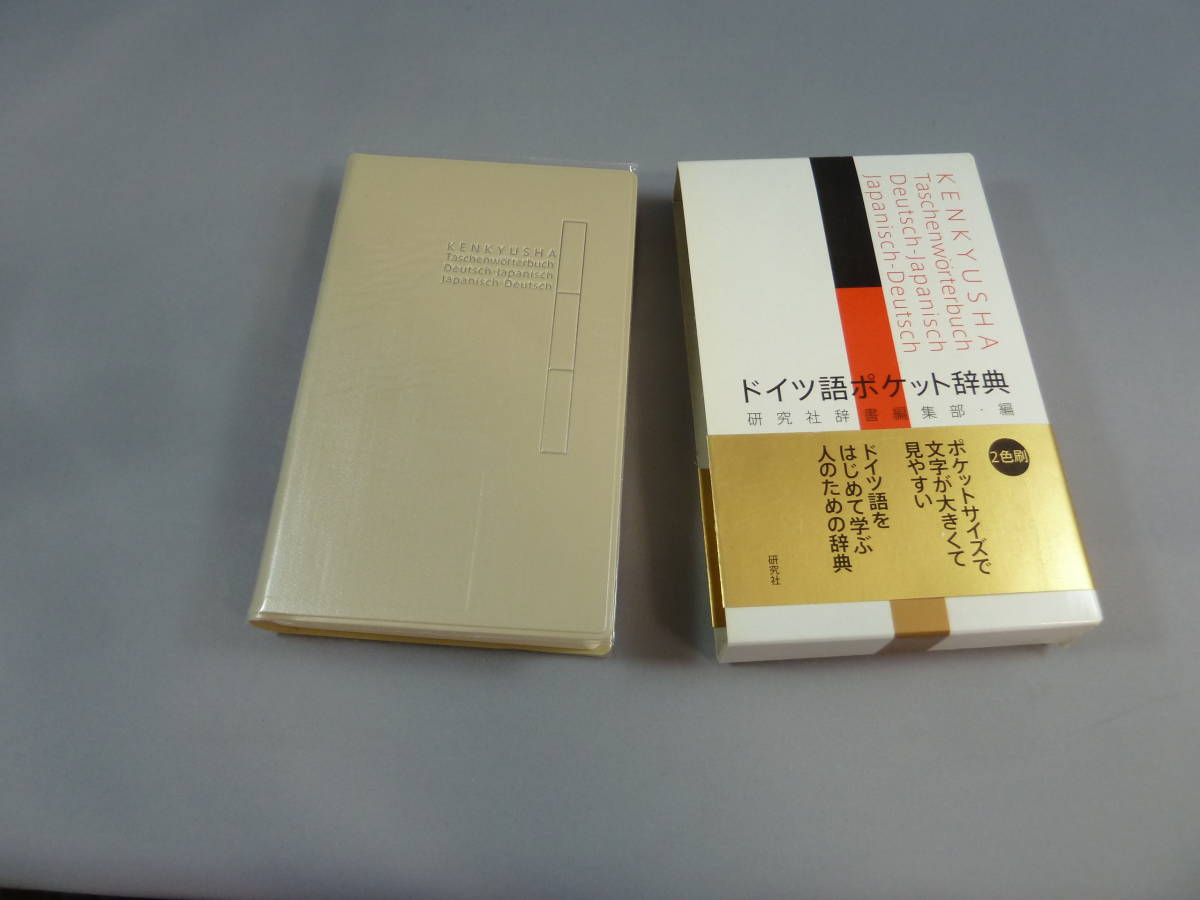 KENKYUSHA
Taschenwörterbuch
Deutsch-Japanisch
Japanisch-Deutsch
KENKYUSHA
Taschenwörterbuch
Deutsch-Japanisch
Japanisch-Deutsch
ドイツ語ポケット辞典
研究社辞書編集部・編
2色刷
ポケットサイズで
文字が大きくて
見やすい
ドイツ語を
はじめて学ぶ
人のための辞典
研究社